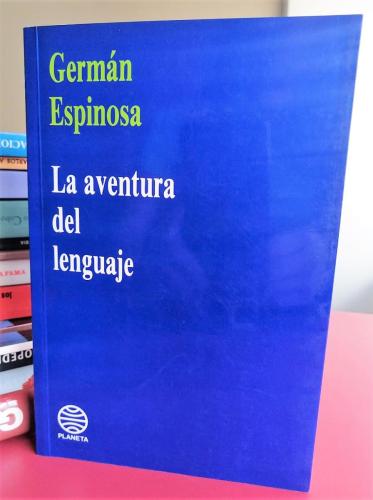 Germán
Espinosa
La aventura
del
lenguaje
PLANETA